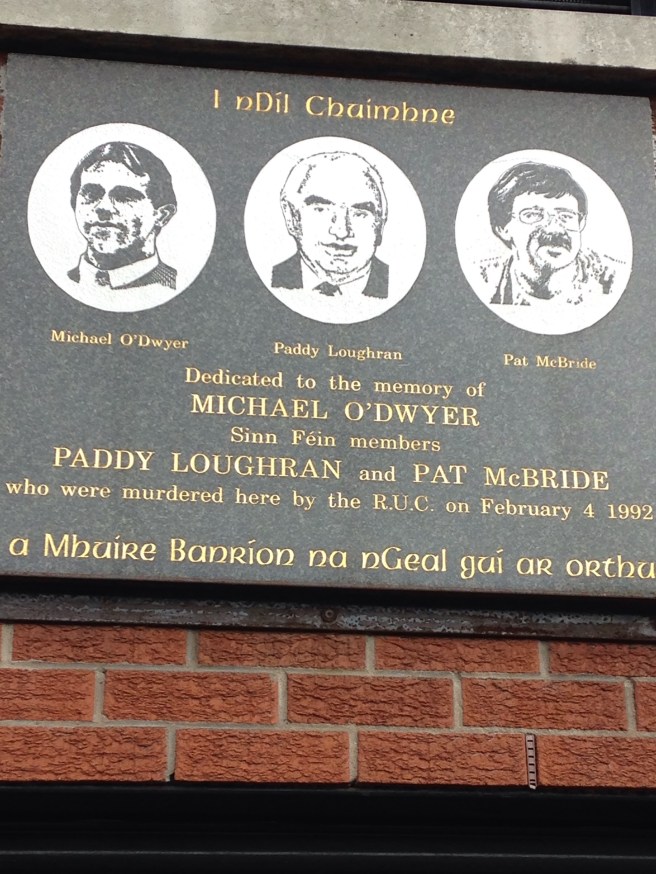 I nDíl Chuimhne
Michael O'Dwyer
Paddy Loughran
Pat McBride
Dedicated to the memory of
MICHAEL O'DWYER
Sinn Féin members
PADDY LOUGHRAN and PAT McBRIDE
who were murdered here by the R.U.C. on February 4 1992
a Mhuire Banríon na nGeal guí ar orthu